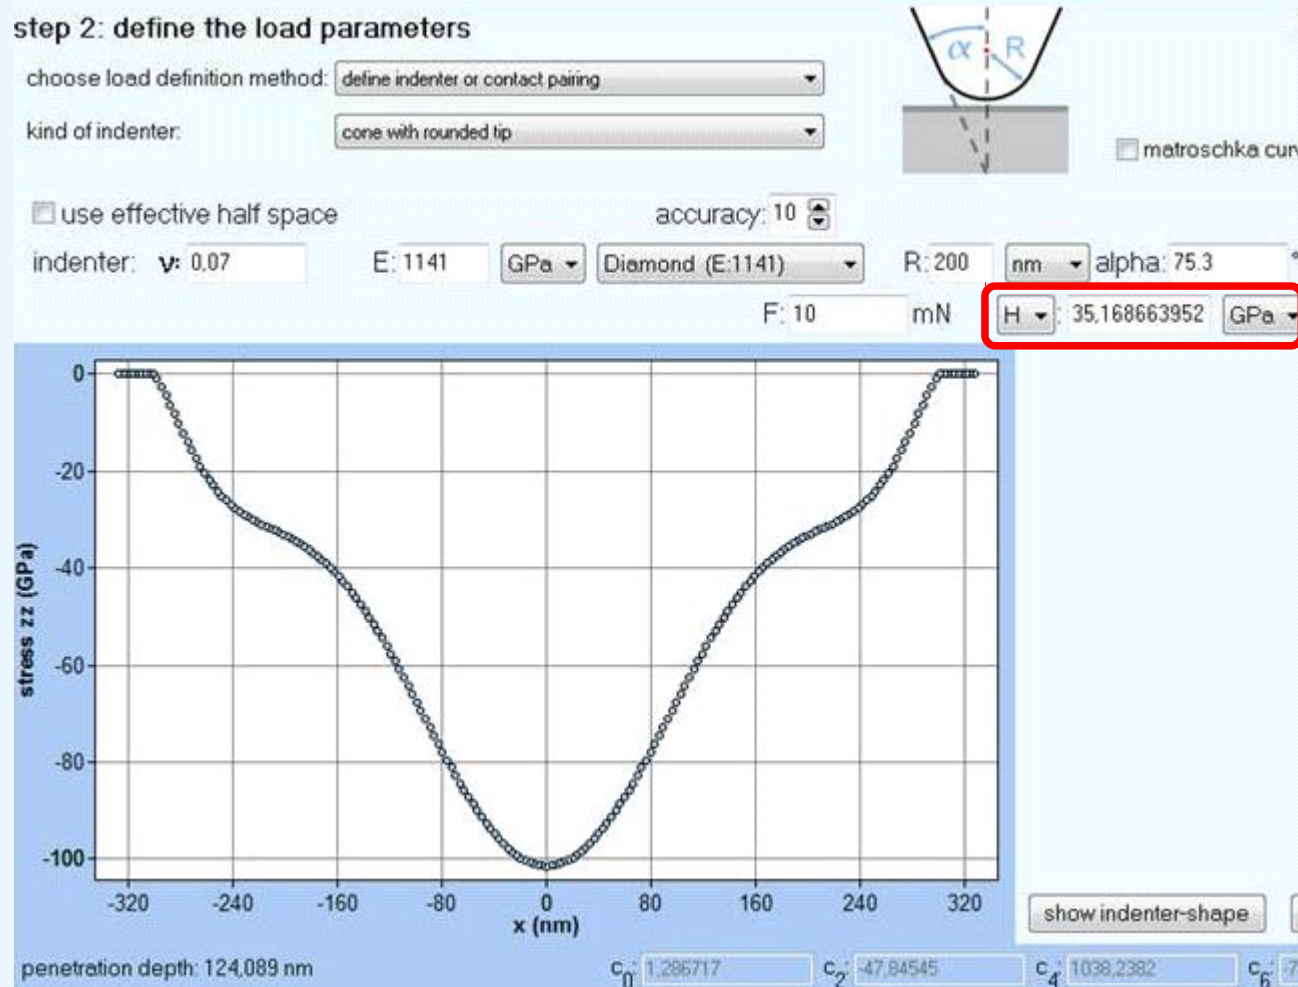 step 2: define the load parameters
α R
choose load definition method: define indenter or contact pairing
kind of indenter: cone with rounded tip
matroschka curv
use effective half space accuracy: 10
indenter: ν: 0,07 E: 1141 GPa Diamond (E:1141) R: 200 nm alpha: 75.3 °
F: 10 mN H : 35,168663952 GPa
0
-20
-40
-60
-80
-100
stress zz (GPa)
-320 -240 -160 -80 0 80 160 240 320
x (nm)
show indenter-shape
penetration depth: 124,089 nm c0: 1,286717 c2: -47,84545 c4: 1038,2382 c6: -7